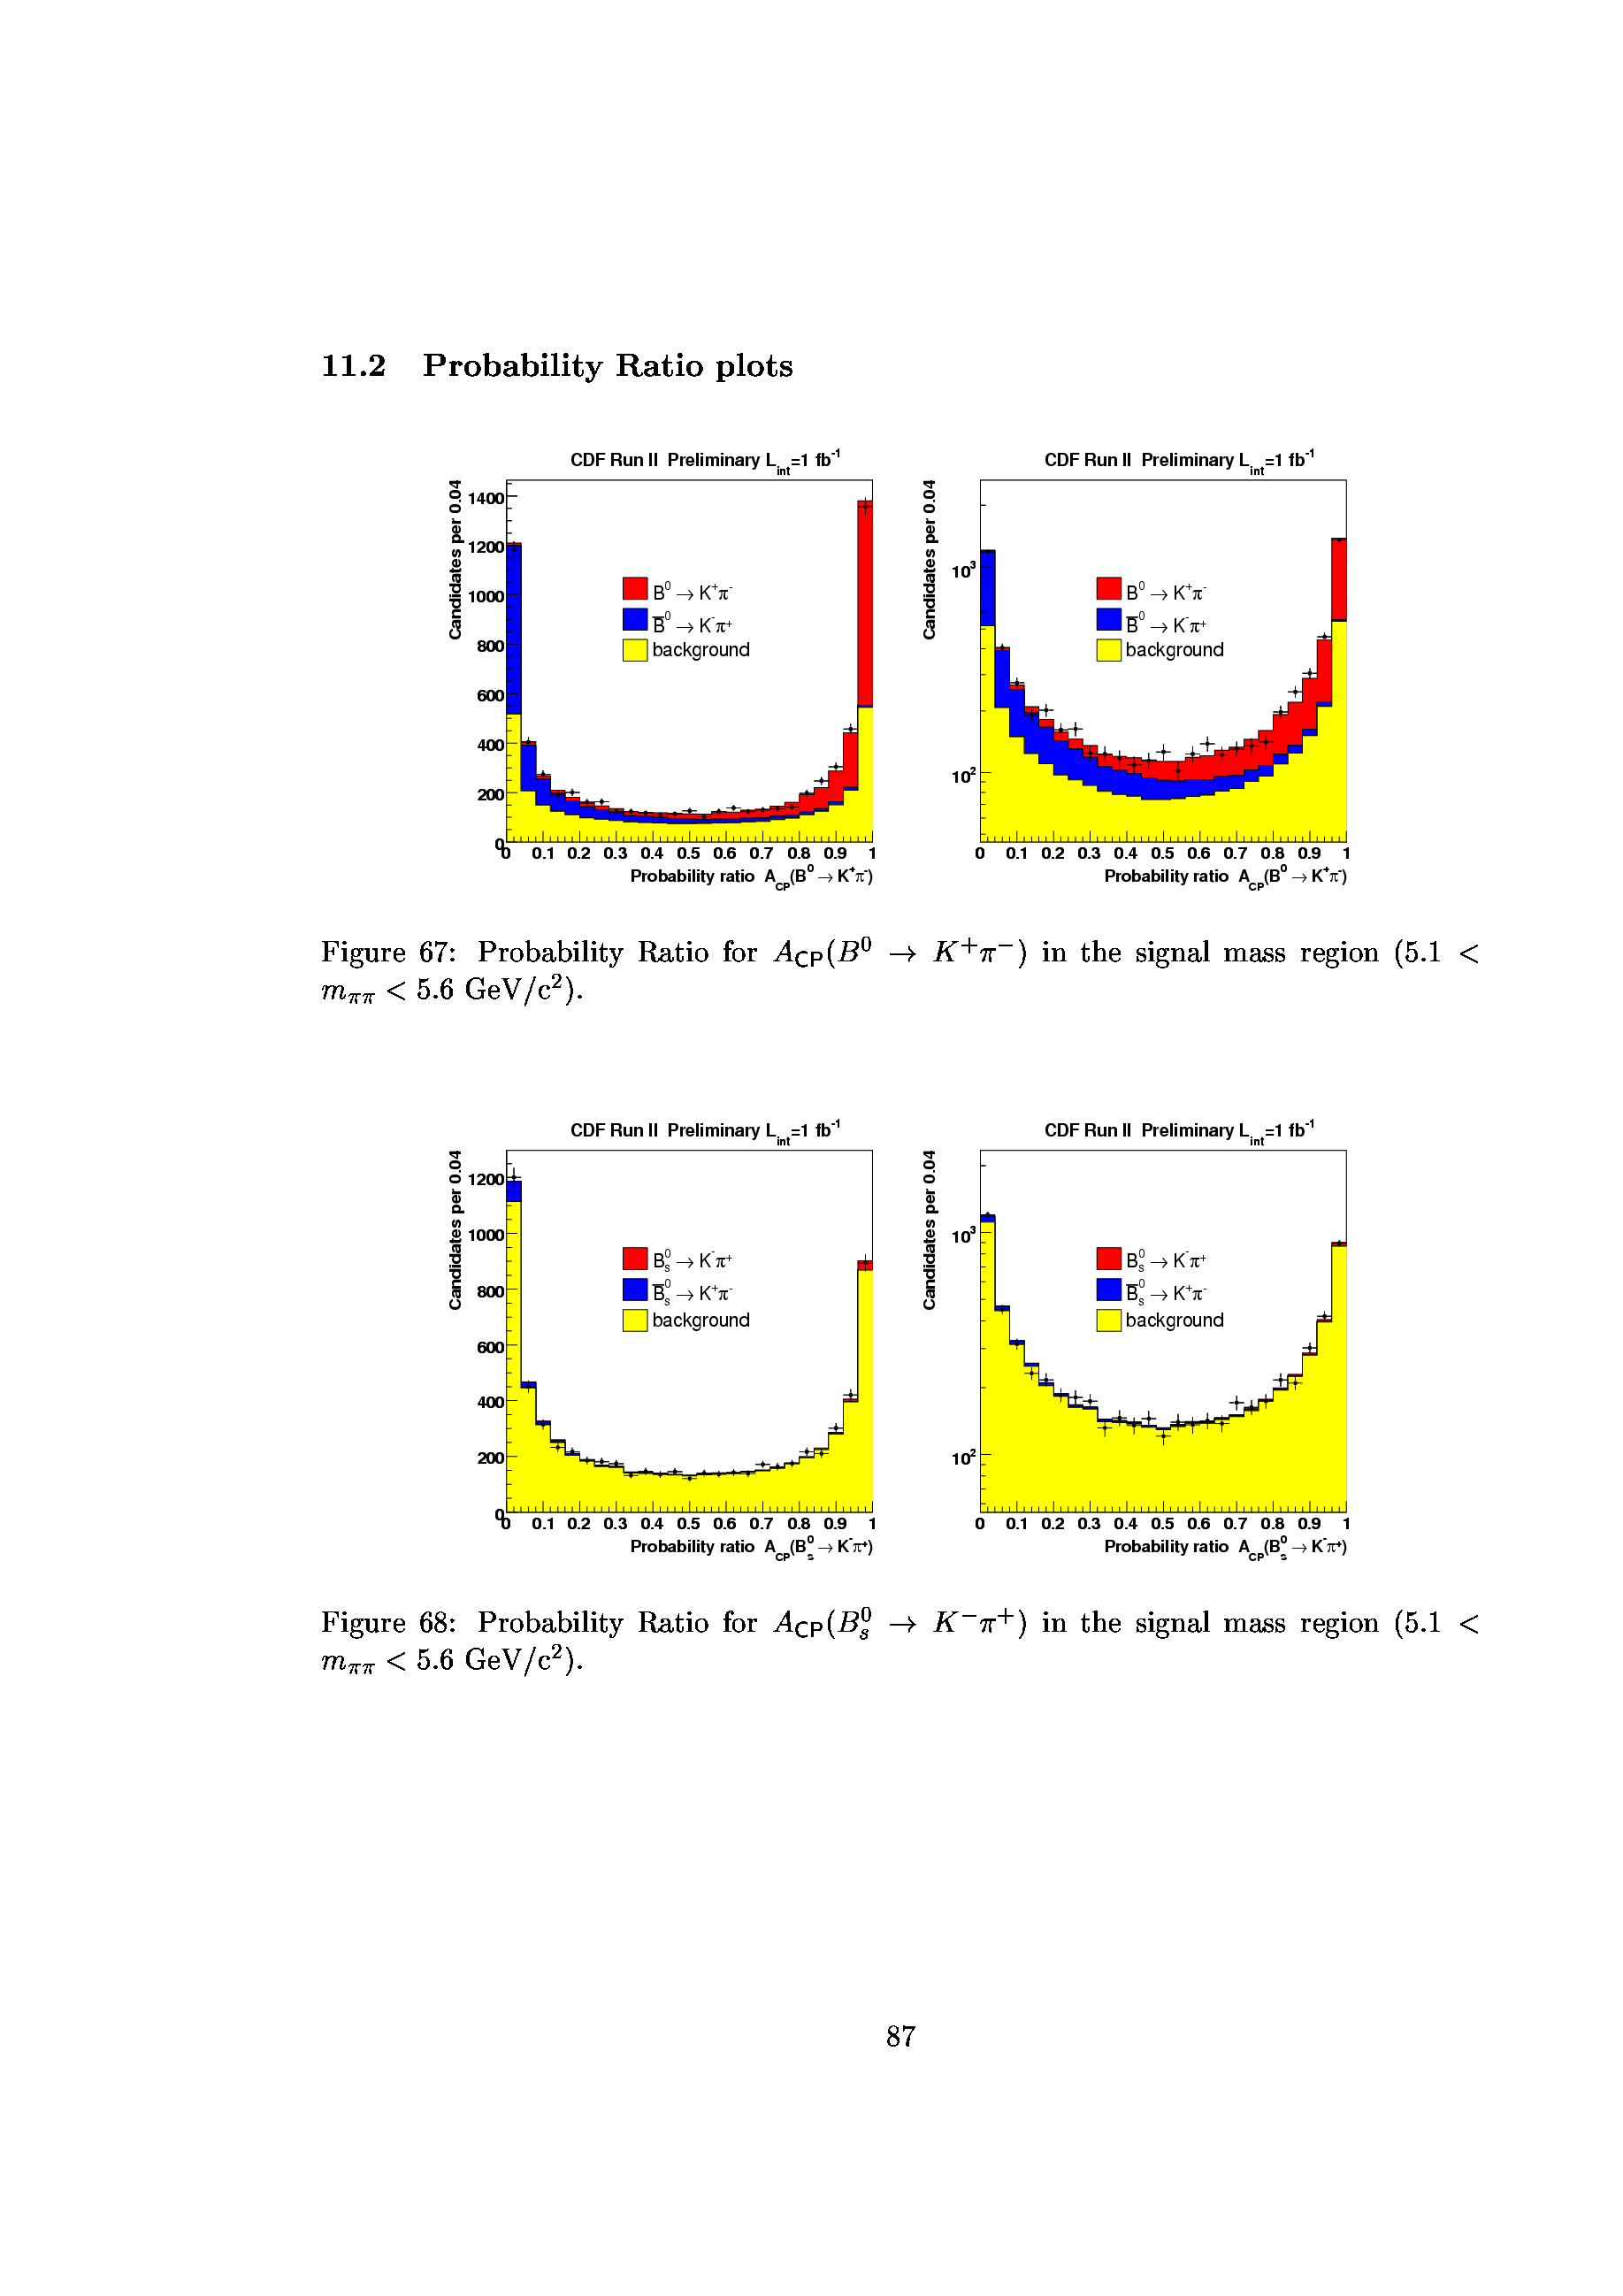 11.2 Probability Ratio plots
CDF Run II Preliminary L_int=1 fb^-1
Candidates per 0.04
1400
1200
1000
800
600
400
200
0
B^0 → K^+π^-
B̅^0 → K^-π^+
background
0 0.1 0.2 0.3 0.4 0.5 0.6 0.7 0.8 0.9 1
Probability ratio A_CP(B^0 → K^+π^-)
CDF Run II Preliminary L_int=1 fb^-1
Candidates per 0.04
10^3
10^2
B^0 → K^+π^-
B̅^0 → K^-π^+
background
0 0.1 0.2 0.3 0.4 0.5 0.6 0.7 0.8 0.9 1
Probability ratio A_CP(B^0 → K^+π^-)
Figure 67: Probability Ratio for A_CP(B^0 → K^+π^−) in the signal mass region (5.1 <
m_ππ < 5.6 GeV/c^2).
CDF Run II Preliminary L_int=1 fb^-1
Candidates per 0.04
1200
1000
800
600
400
200
0
B_s^0 → K^-π^+
B̅_s^0 → K^+π^-
background
0 0.1 0.2 0.3 0.4 0.5 0.6 0.7 0.8 0.9 1
Probability ratio A_CP(B_s^0 → K^-π^+)
CDF Run II Preliminary L_int=1 fb^-1
Candidates per 0.04
10^3
10^2
B_s^0 → K^-π^+
B̅_s^0 → K^+π^-
background
0 0.1 0.2 0.3 0.4 0.5 0.6 0.7 0.8 0.9 1
Probability ratio A_CP(B_s^0 → K^-π^+)
Figure 68: Probability Ratio for A_CP(B_s^0 → K^−π^+) in the signal mass region (5.1 <
m_ππ < 5.6 GeV/c^2).
87